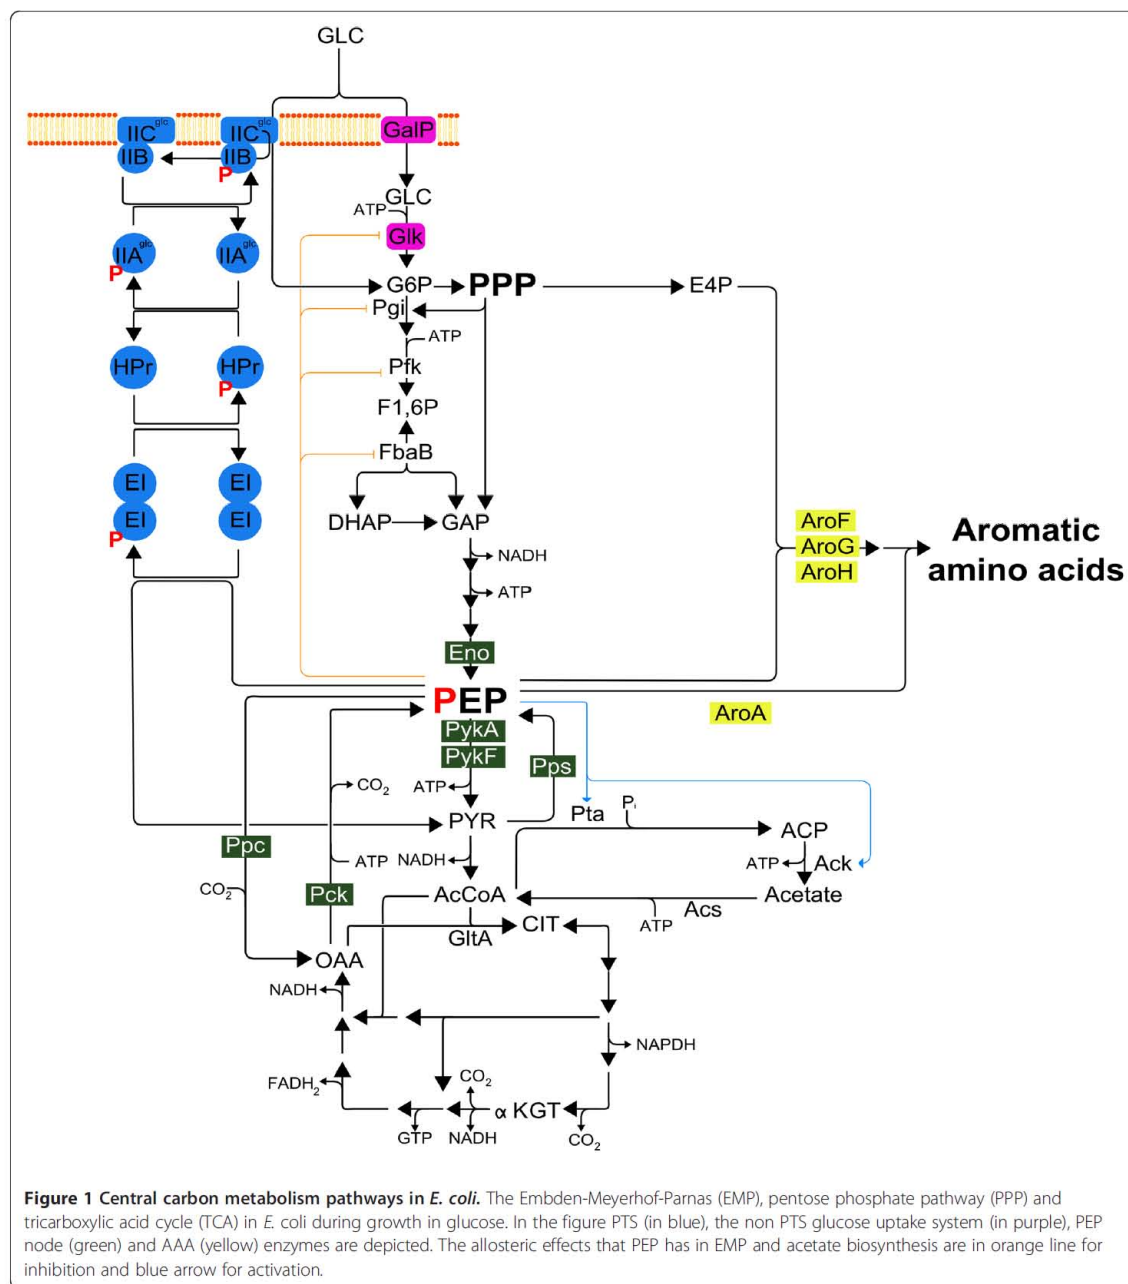 GLC
IICglc
IICglc
GalP
IIB
IIB
P
GLC
ATP
Glk
IIAglc
IIAglc
P
G6P
PPP
E4P
Pgi
ATP
HPr
HPr
P
Pfk
F1,6P
FbaB
EI
EI
EI
EI
P
DHAP
GAP
NADH
ATP
AroF
AroG
AroH
Aromatic
amino acids
Eno
PEP
AroA
PykA
PykF
Pps
CO2
ATP
Pta
Pi
PYR
ACP
Ppc
ATP
NADH
ATP
Ack
CO2
Pck
AcCoA
Acetate
Acs
ATP
GltA
CIT
OAA
NADH
NAPDH
FADH2
CO2
α KGT
GTP
NADH
CO2
Figure 1 Central carbon metabolism pathways in E. coli. The Embden-Meyerhof-Parnas (EMP), pentose phosphate pathway (PPP) and
tricarboxylic acid cycle (TCA) in E. coli during growth in glucose. In the figure PTS (in blue), the non PTS glucose uptake system (in purple), PEP
node (green) and AAA (yellow) enzymes are depicted. The allosteric effects that PEP has in EMP and acetate biosynthesis are in orange line for
inhibition and blue arrow for activation.